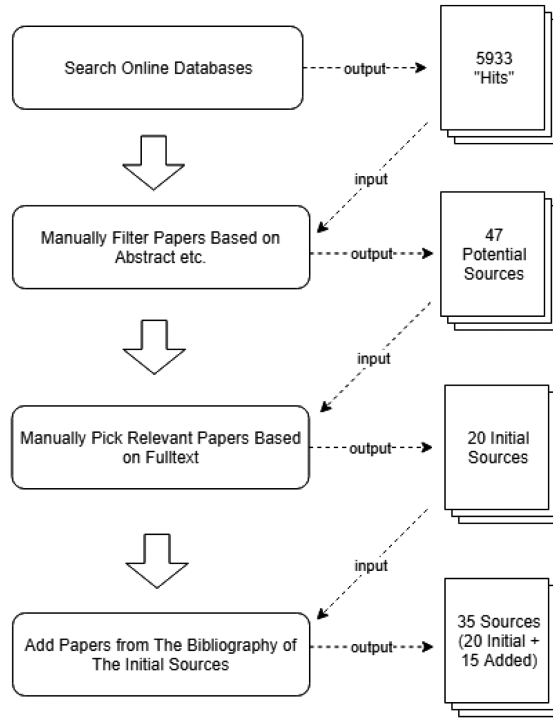 Search Online Databases
output
5933
"Hits"
input
Manually Filter Papers Based on
Abstract etc.
output
47
Potential
Sources
input
Manually Pick Relevant Papers Based
on Fulltext
output
20 Initial
Sources
input
Add Papers from The Bibliography of
The Initial Sources
output
35 Sources
(20 Initial +
15 Added)